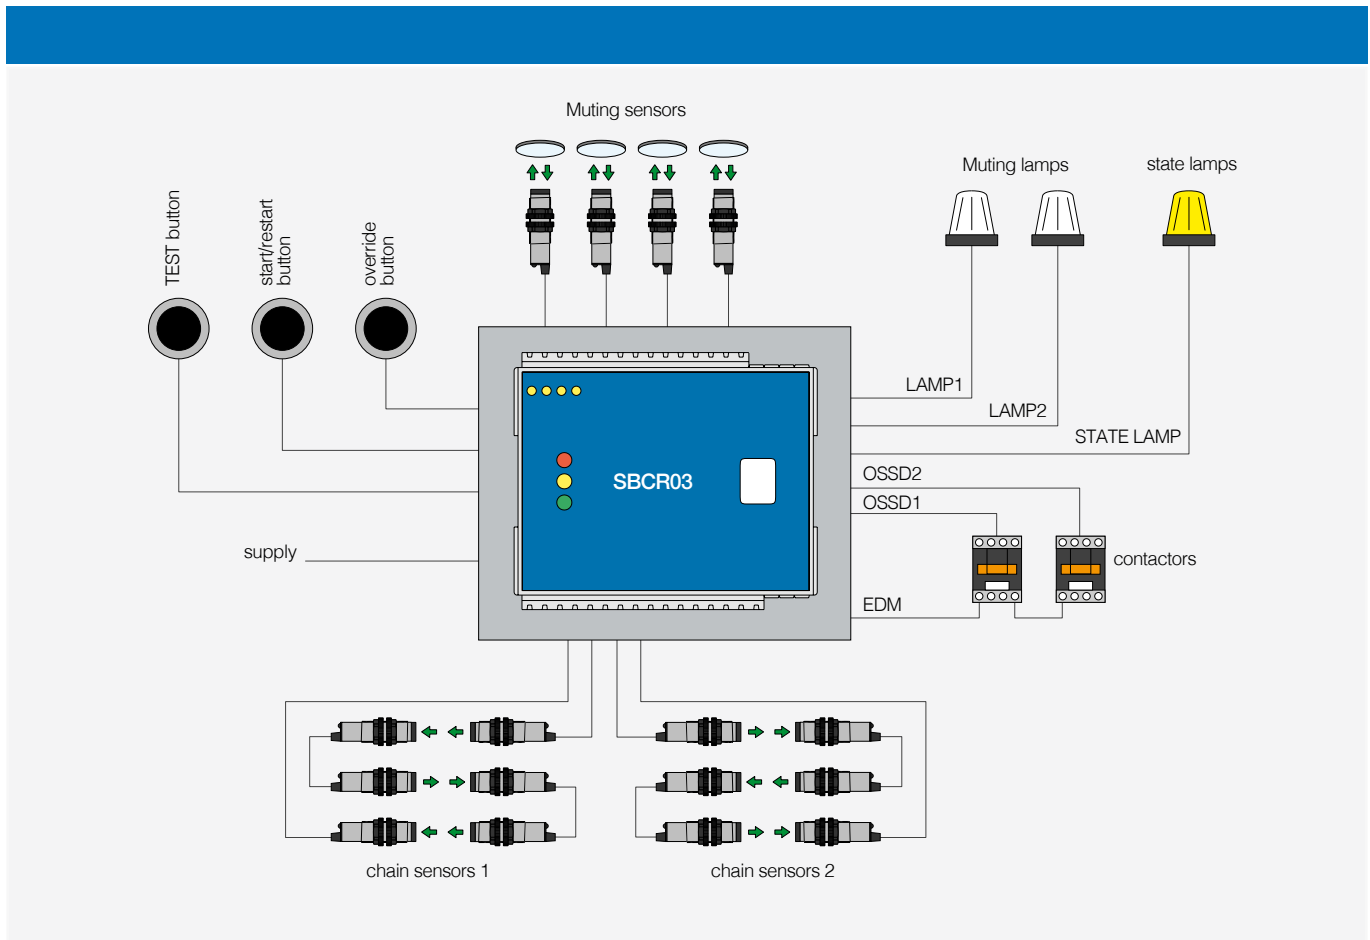 Muting sensors
Muting lamps
state lamps
TEST button
start/restart
button
override
button
LAMP1
LAMP2
STATE LAMP
SBCR03
OSSD2
OSSD1
supply
contactors
EDM
chain sensors 1
chain sensors 2